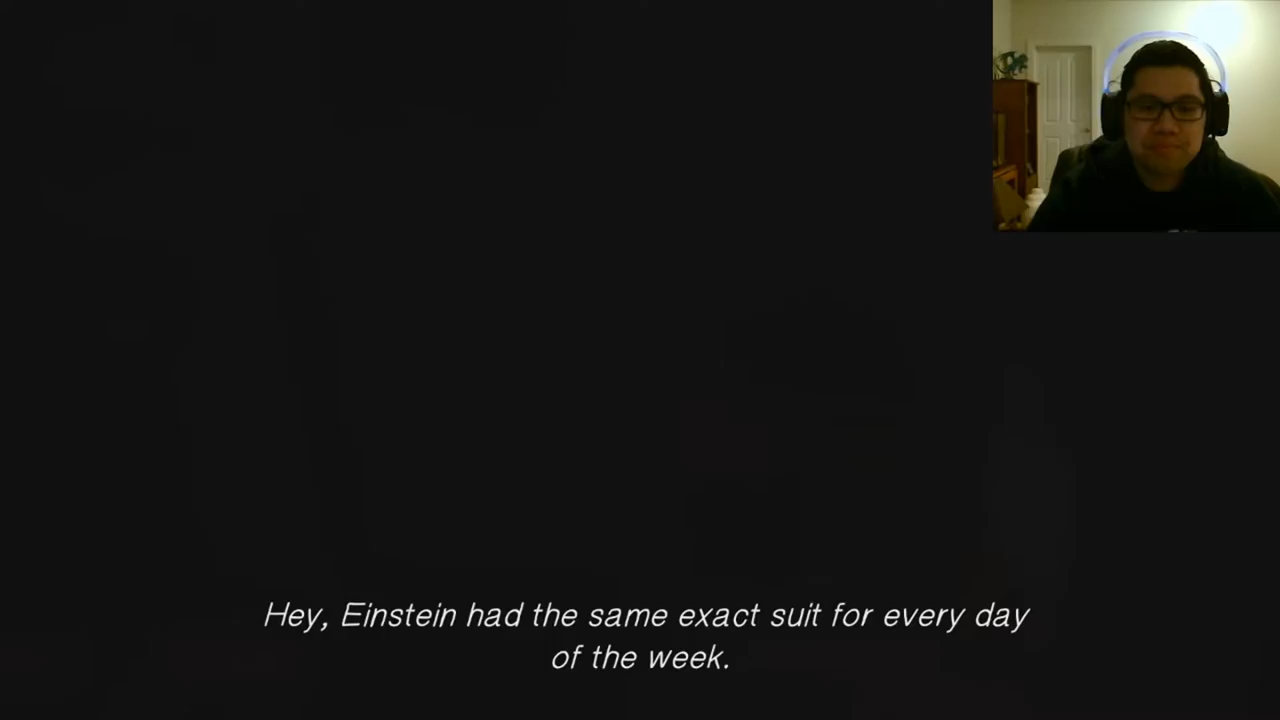 Hey, Einstein had the same exact suit for every day
of the week.